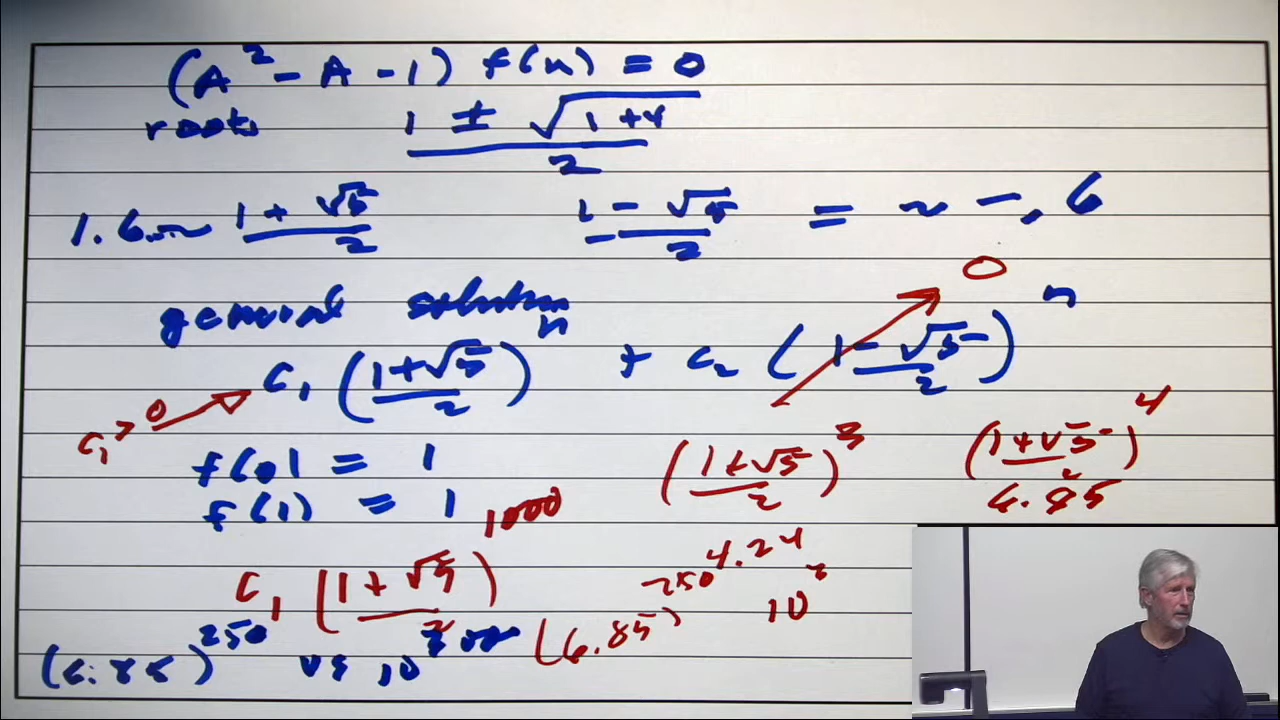 (A² - A - 1) f(n) = 0
roots 1 ± √1+4 / 2
1.6 ~ 1 + √5 / 2 1 - √5 / 2 = ~ -.6
0
general solution
C₁ (1+√5 / 2)ⁿ + C₂ (1 - √5 / 2)ⁿ
C₁ > 0
f(0) = 1 (1+√5 / 2)³ (1+√5 / 2)⁴
f(1) = 1 4.24 6.85
C₁ (1+√5 / 2)¹⁰⁰⁰ (6.85)²⁵⁰ 10
(6.85)²⁵⁰ vs 10